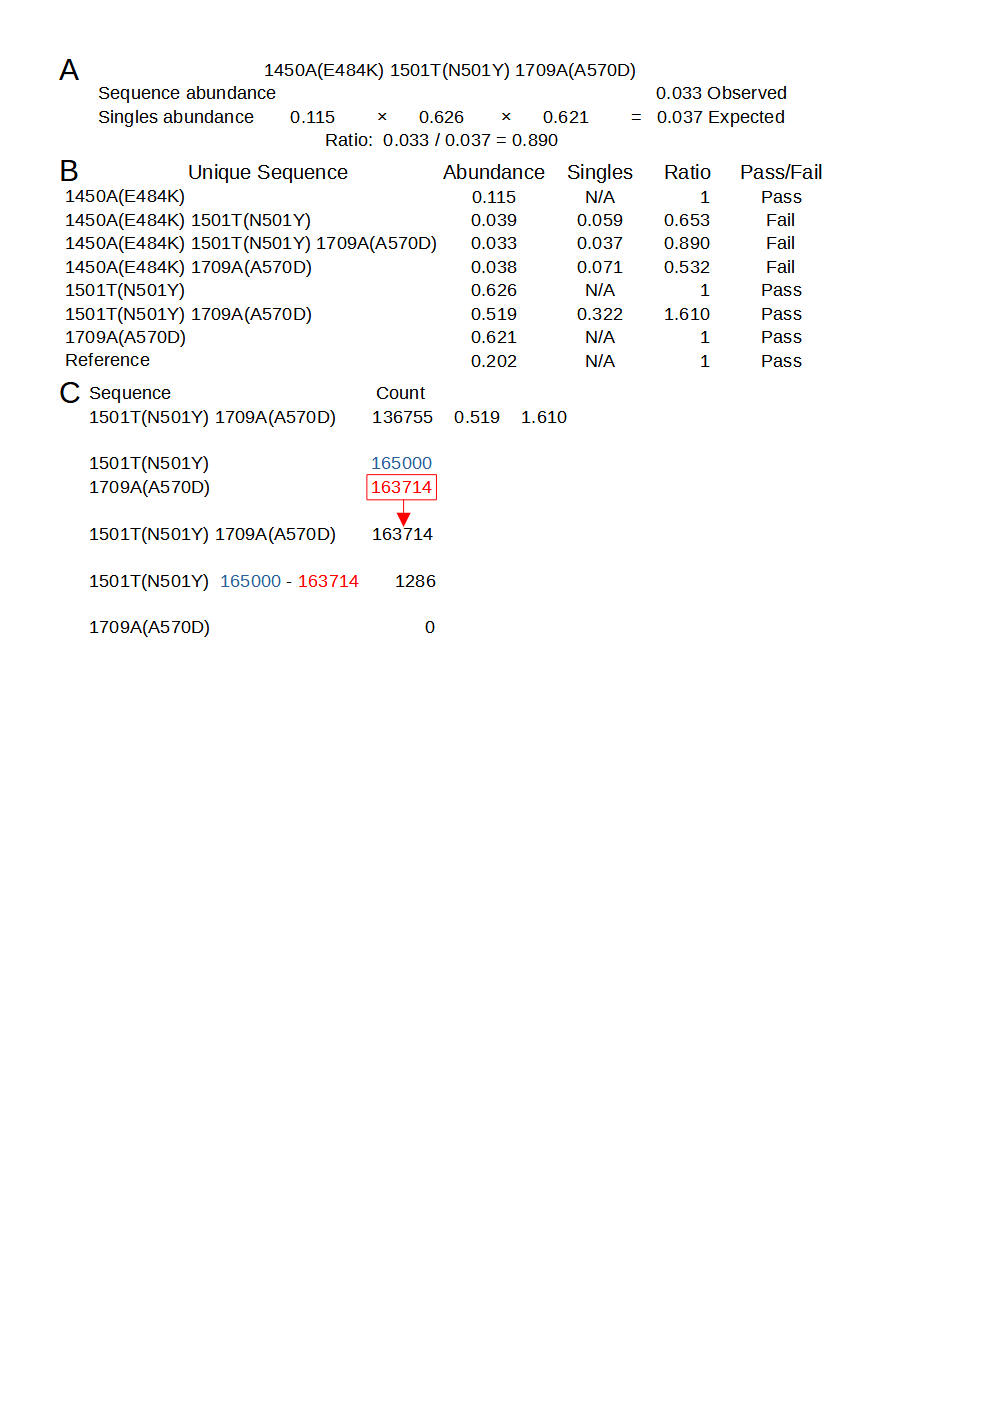 A
1450A(E484K) 1501T(N501Y) 1709A(A570D)
Sequence abundance 0.033 Observed
Singles abundance 0.115 × 0.626 × 0.621 = 0.037 Expected
Ratio: 0.033 / 0.037 = 0.890
B Unique Sequence Abundance Singles Ratio Pass/Fail
1450A(E484K) 0.115 N/A 1 Pass
1450A(E484K) 1501T(N501Y) 0.039 0.059 0.653 Fail
1450A(E484K) 1501T(N501Y) 1709A(A570D) 0.033 0.037 0.890 Fail
1450A(E484K) 1709A(A570D) 0.038 0.071 0.532 Fail
1501T(N501Y) 0.626 N/A 1 Pass
1501T(N501Y) 1709A(A570D) 0.519 0.322 1.610 Pass
1709A(A570D) 0.621 N/A 1 Pass
Reference 0.202 N/A 1 Pass
C Sequence Count
1501T(N501Y) 1709A(A570D) 136755 0.519 1.610
1501T(N501Y) 165000
1709A(A570D) 163714
1501T(N501Y) 1709A(A570D) 163714
1501T(N501Y) 165000 - 163714 1286
1709A(A570D) 0